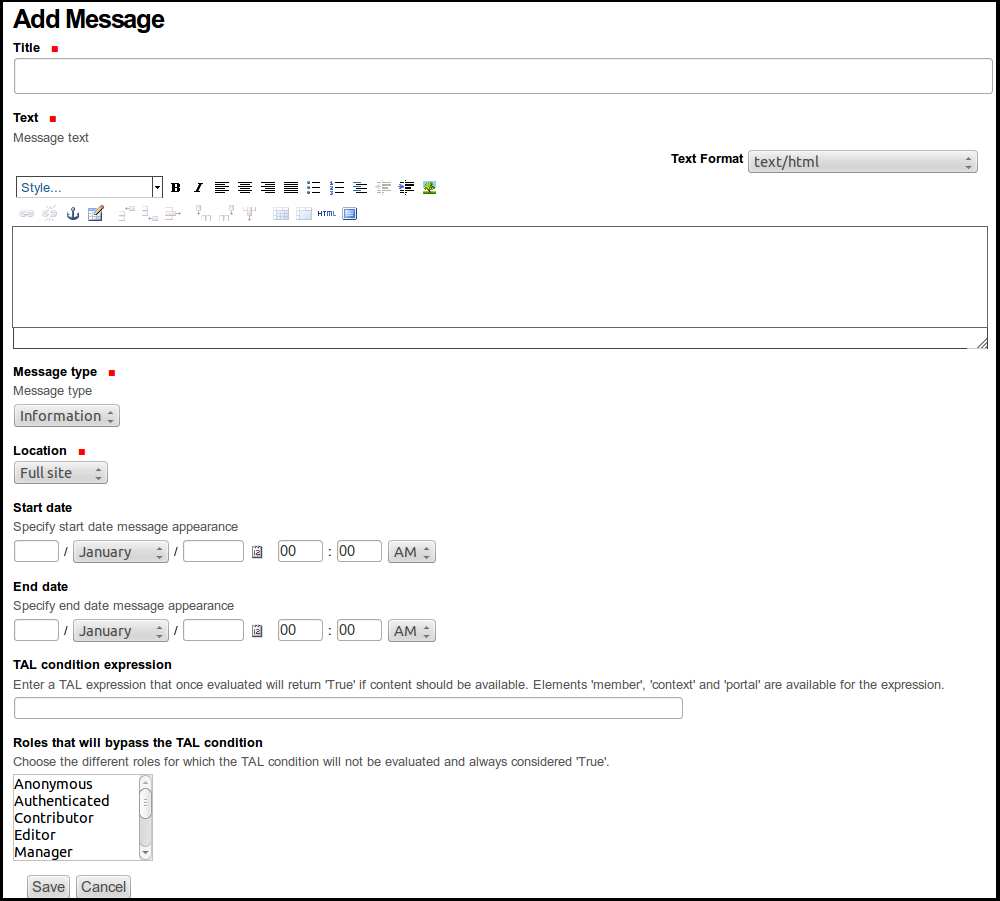 Add Message
Title
Text
Message text
Text Format text/html
Style... B I
HTML
Message type
Message type
Information
Location
Full site
Start date
Specify start date message appearance
/ January / 00 : 00 AM
End date
Specify end date message appearance
/ January / 00 : 00 AM
TAL condition expression
Enter a TAL expression that once evaluated will return 'True' if content should be available. Elements 'member', 'context' and 'portal' are available for the expression.
Roles that will bypass the TAL condition
Choose the different roles for which the TAL condition will not be evaluated and always considered 'True'.
Anonymous
Authenticated
Contributor
Editor
Manager
Save Cancel